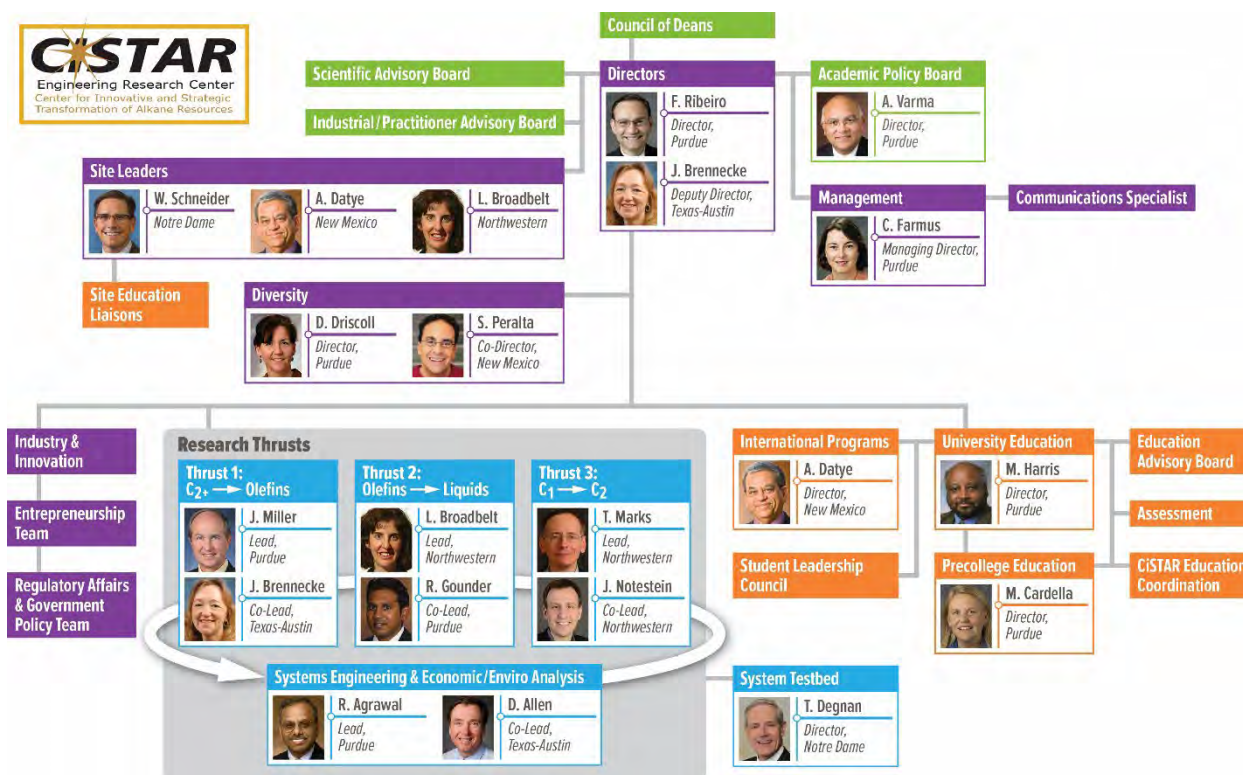 CiSTAR
Engineering Research Center
Center for Innovative and Strategic
Transformation of Alkane Resources
Council of Deans
Scientific Advisory Board
Industrial/Practitioner Advisory Board
Directors
F. Ribeiro
Director,
Purdue
J. Brennecke
Deputy Director,
Texas-Austin
Academic Policy Board
A. Varma
Director,
Purdue
Management
C. Farmus
Managing Director,
Purdue
Communications Specialist
Site Leaders
W. Schneider
Notre Dame
A. Datye
New Mexico
L. Broadbelt
Northwestern
Site Education
Liaisons
Diversity
D. Driscoll
Director,
Purdue
S. Peralta
Co-Director,
New Mexico
Industry &
Innovation
Entrepreneurship
Team
Regulatory Affairs
& Government
Policy Team
Research Thrusts
Thrust 1:
C2+ → Olefins
J. Miller
Lead,
Purdue
J. Brennecke
Co-Lead,
Texas-Austin
Thrust 2:
Olefins → Liquids
L. Broadbelt
Lead,
Northwestern
R. Gounder
Co-Lead,
Purdue
Thrust 3:
C1 → C2
T. Marks
Lead,
Northwestern
J. Notestein
Co-Lead,
Northwestern
Systems Engineering & Economic/Enviro Analysis
R. Agrawal
Lead,
Purdue
D. Allen
Co-Lead,
Texas-Austin
System Testbed
T. Degnan
Director,
Notre Dame
International Programs
A. Datye
Director,
New Mexico
Student Leadership
Council
University Education
M. Harris
Director,
Purdue
Precollege Education
M. Cardella
Director,
Purdue
Education
Advisory Board
Assessment
CiSTAR Education
Coordination